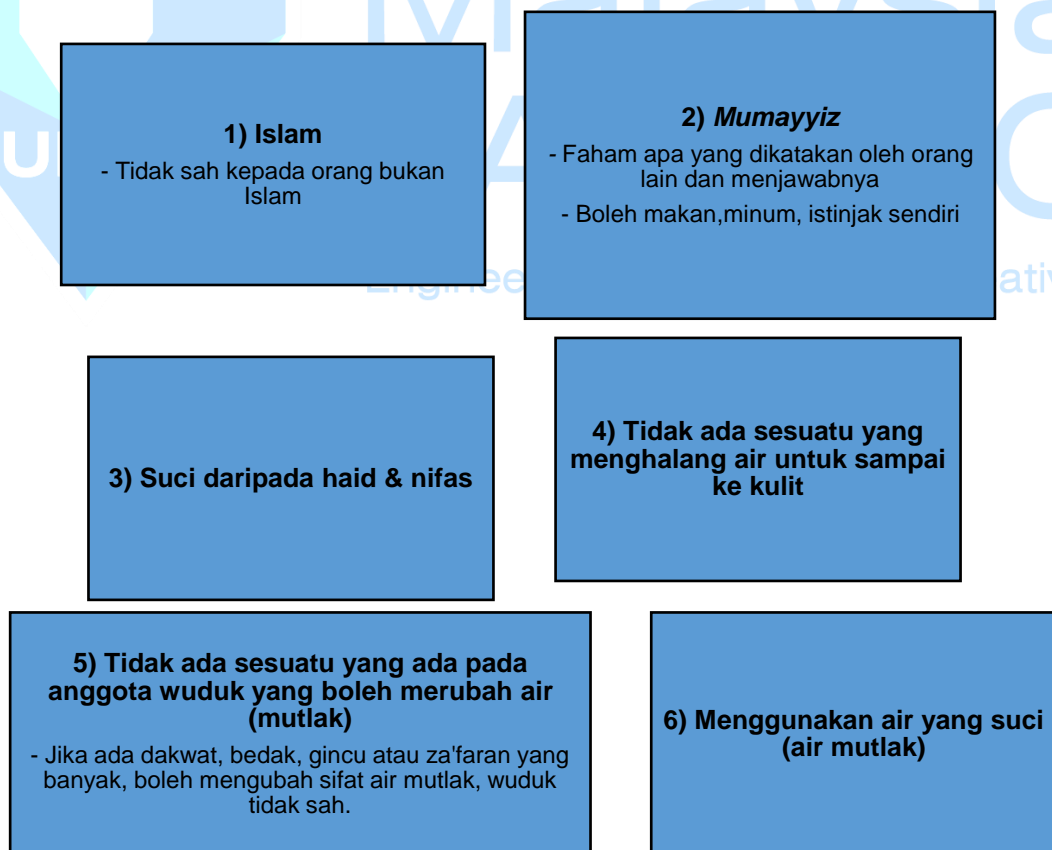 Malaysia
1) Islam
- Tidak sah kepada orang bukan
Islam
2) Mumayyiz
- Faham apa yang dikatakan oleh orang
lain dan menjawabnya
- Boleh makan,minum, istinjak sendiri
3) Suci daripada haid & nifas
4) Tidak ada sesuatu yang
menghalang air untuk sampai
ke kulit
5) Tidak ada sesuatu yang ada pada
anggota wuduk yang boleh merubah air
(mutlak)
- Jika ada dakwat, bedak, gincu atau za'faran yang
banyak, boleh mengubah sifat air mutlak, wuduk
tidak sah.
6) Menggunakan air yang suci
(air mutlak)